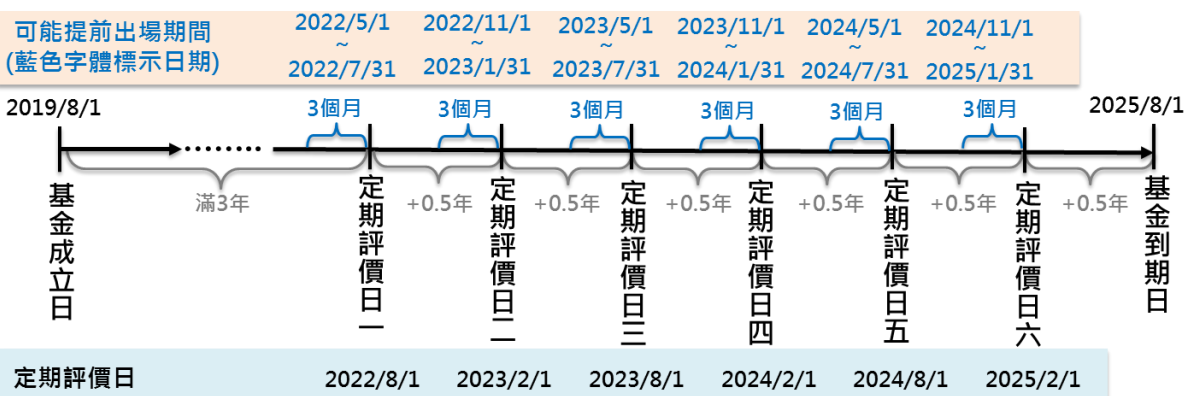 可能提前出場期間
(藍色字體標示日期)
2022/5/1
~
2022/7/31
2022/11/1
~
2023/1/31
2023/5/1
~
2023/7/31
2023/11/1
~
2024/1/31
2024/5/1
~
2024/7/31
2024/11/1
~
2025/1/31
2019/8/1
3個月
3個月
3個月
3個月
3個月
3個月
2025/8/1
滿3年
+0.5年
+0.5年
+0.5年
+0.5年
+0.5年
+0.5年
基金成立日
定期評價日一
定期評價日二
定期評價日三
定期評價日四
定期評價日五
定期評價日六
基金到期日
定期評價日
2022/8/1
2023/2/1
2023/8/1
2024/2/1
2024/8/1
2025/2/1